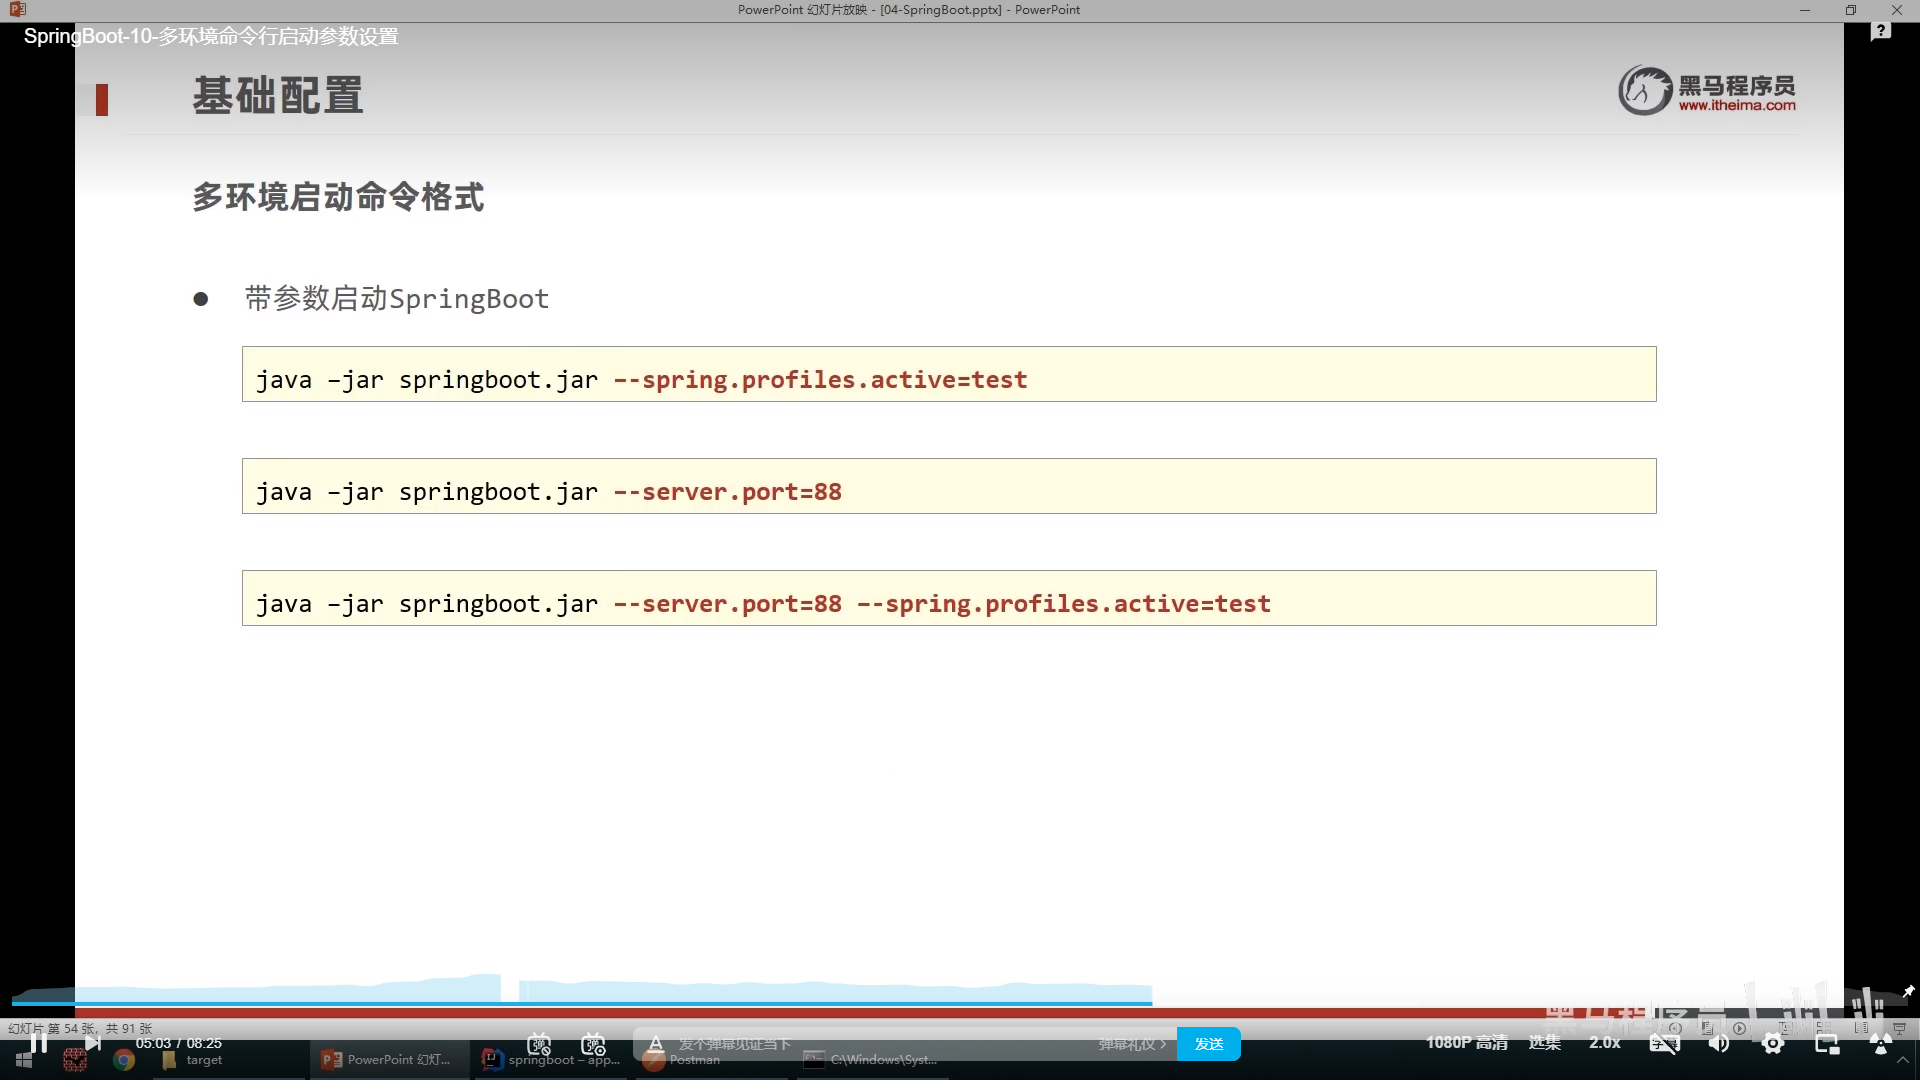 PowerPoint 幻灯片放映 - [04-SpringBoot.pptx] - PowerPoint
SpringBoot-10-多环境命令行启动参数设置
基础配置
黑马程序员
www.itheima.com
多环境启动命令格式
● 带参数启动SpringBoot
java –jar springboot.jar --spring.profiles.active=test
java –jar springboot.jar --server.port=88
java –jar springboot.jar --server.port=88 --spring.profiles.active=test
幻灯片 第 54 张，共 91 张
05:03 / 08:25
发个弹幕见证当下
弹幕礼仪
发送
1080P 高清
选集
2.0x
target
PowerPoint 幻灯...
springboot – app...
Postman
C:\Windows\Syst...